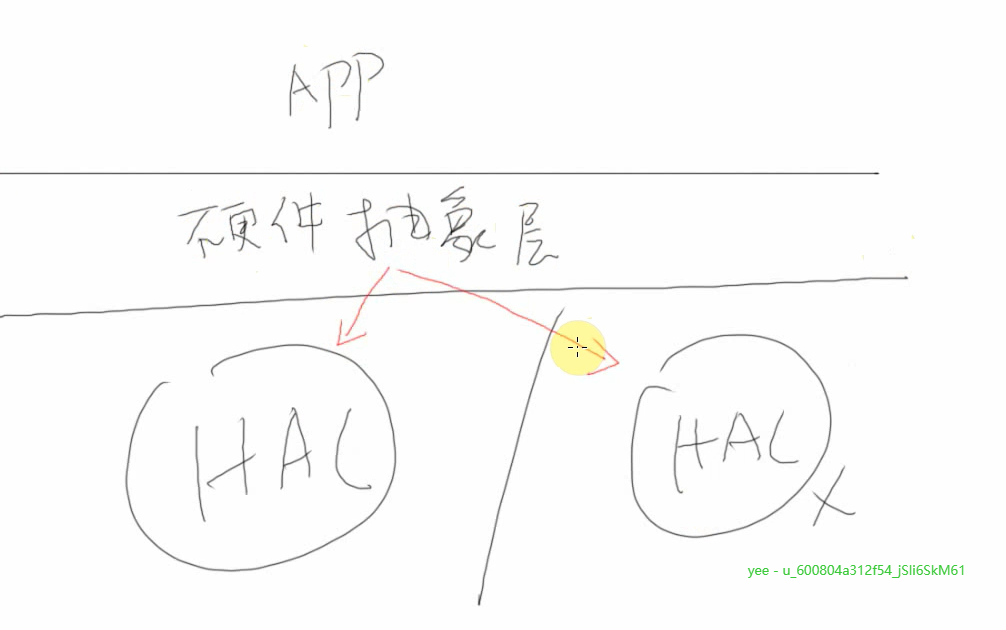 APP
硬件抽象层
HAL HAL
X
yee - u_600804a312f54_jSli6SkM61